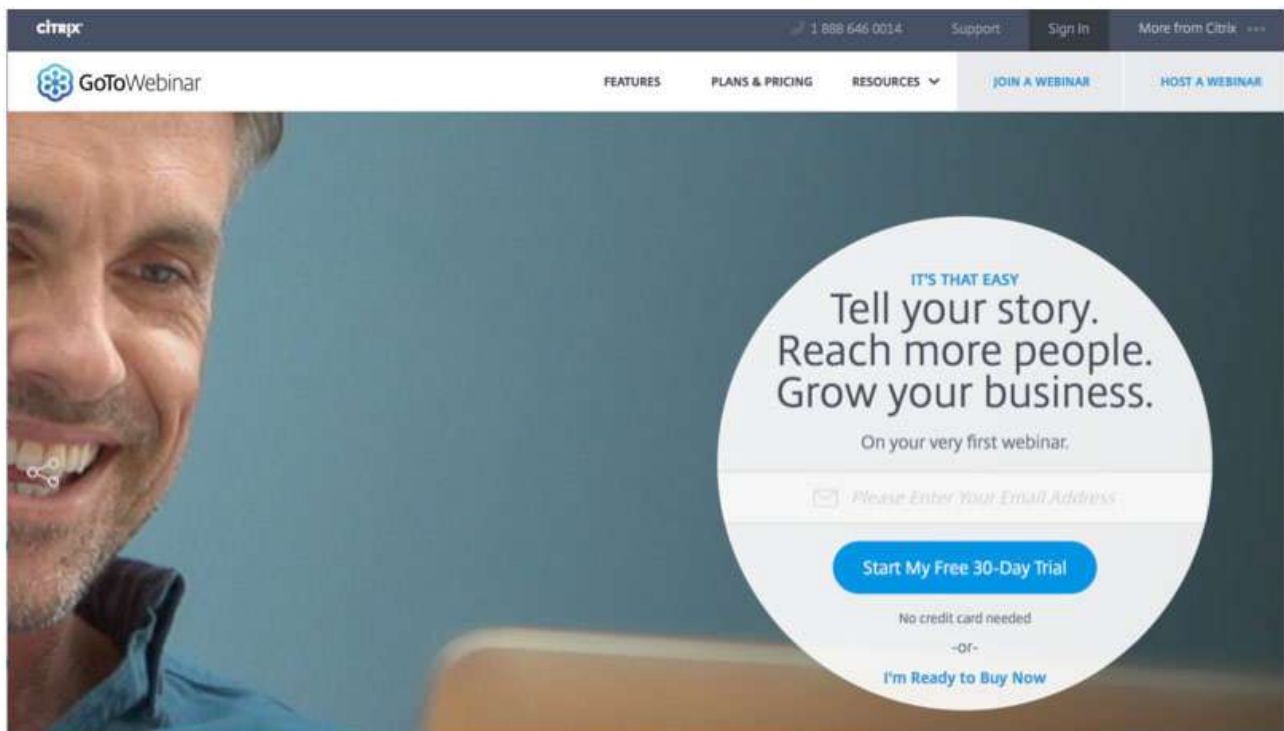 CITRIX
1 888 646 0014 Support Sign In More from Citrix
GoToWebinar FEATURES PLANS & PRICING RESOURCES JOIN A WEBINAR HOST A WEBINAR
IT'S THAT EASY
Tell your story.
Reach more people.
Grow your business.
On your very first webinar.
Please Enter Your Email Address
Start My Free 30-Day Trial
No credit card needed
-or-
I'm Ready to Buy Now